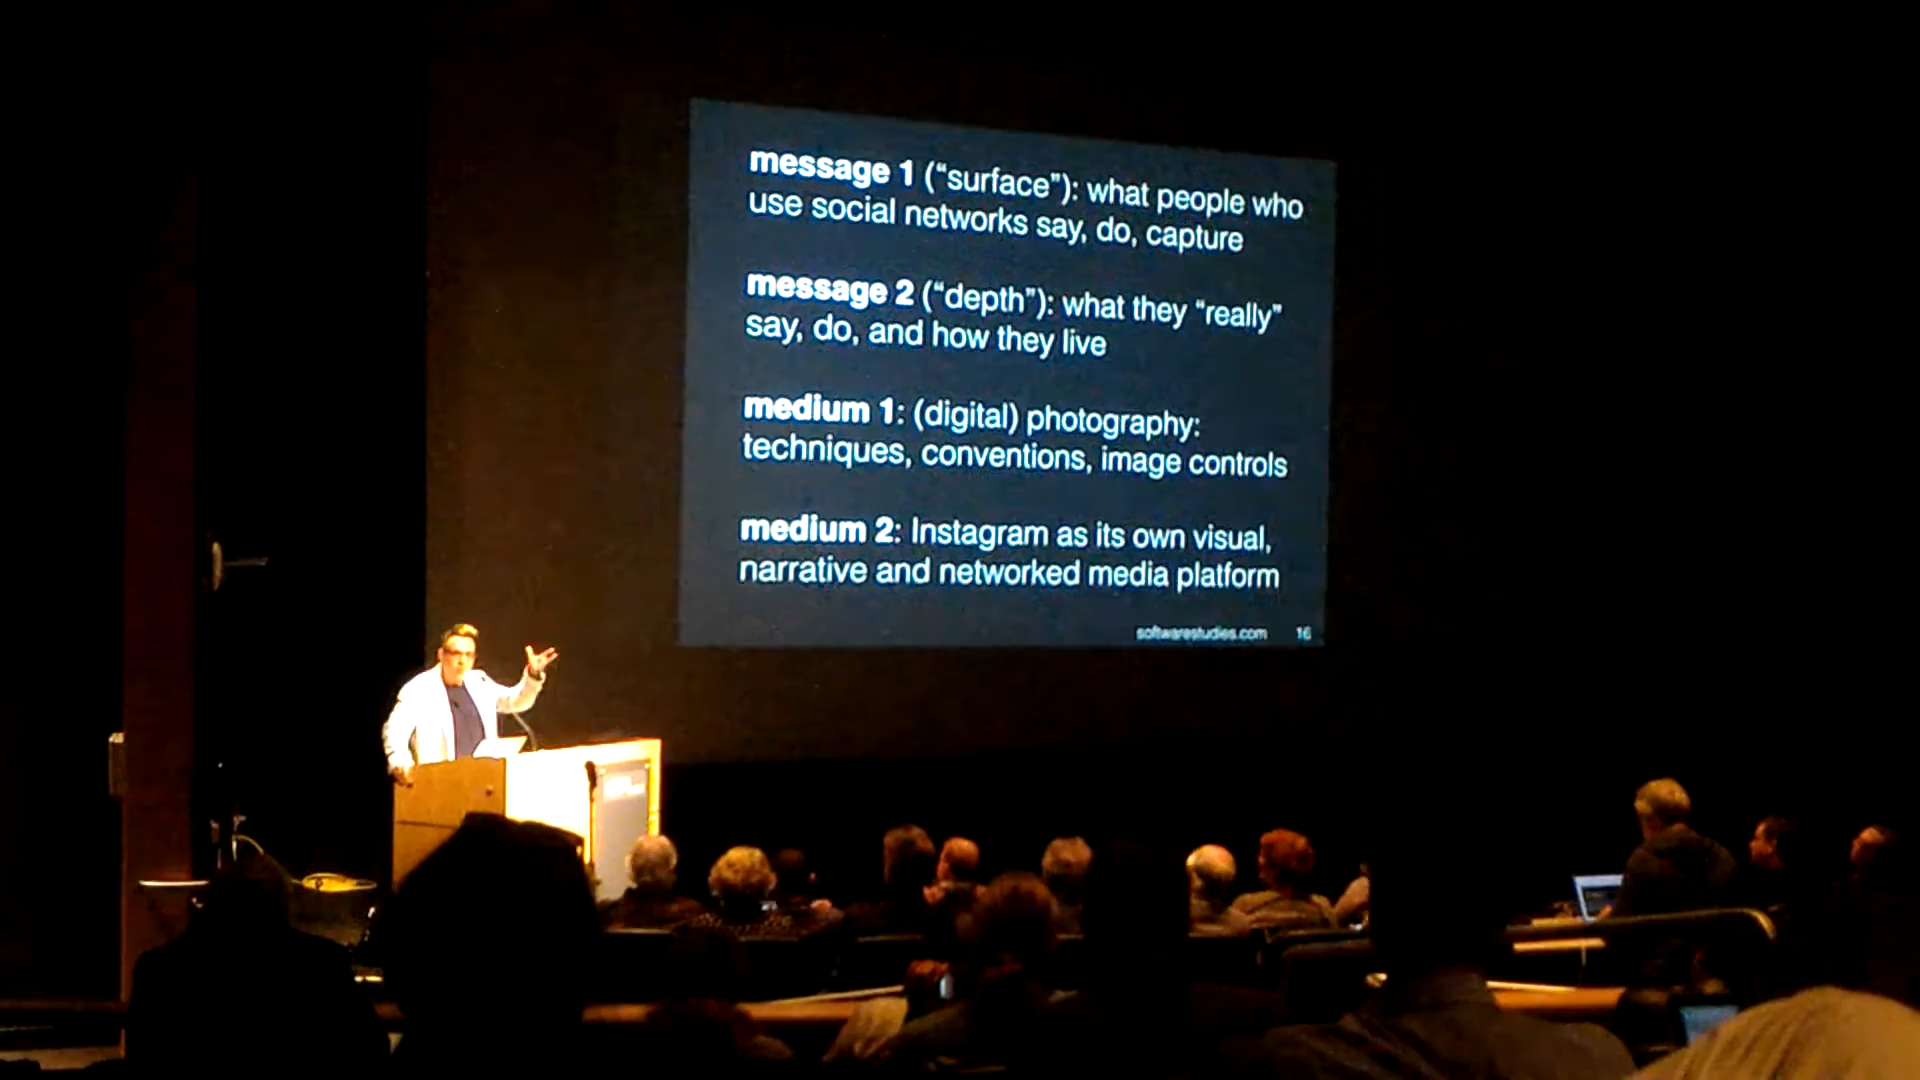 message 1 (“surface”): what people who
use social networks say, do, capture
message 2 (“depth”): what they “really”
say, do, and how they live
medium 1: (digital) photography:
techniques, conventions, image controls
medium 2: Instagram as its own visual,
narrative and networked media platform
softwarestudies.com 16